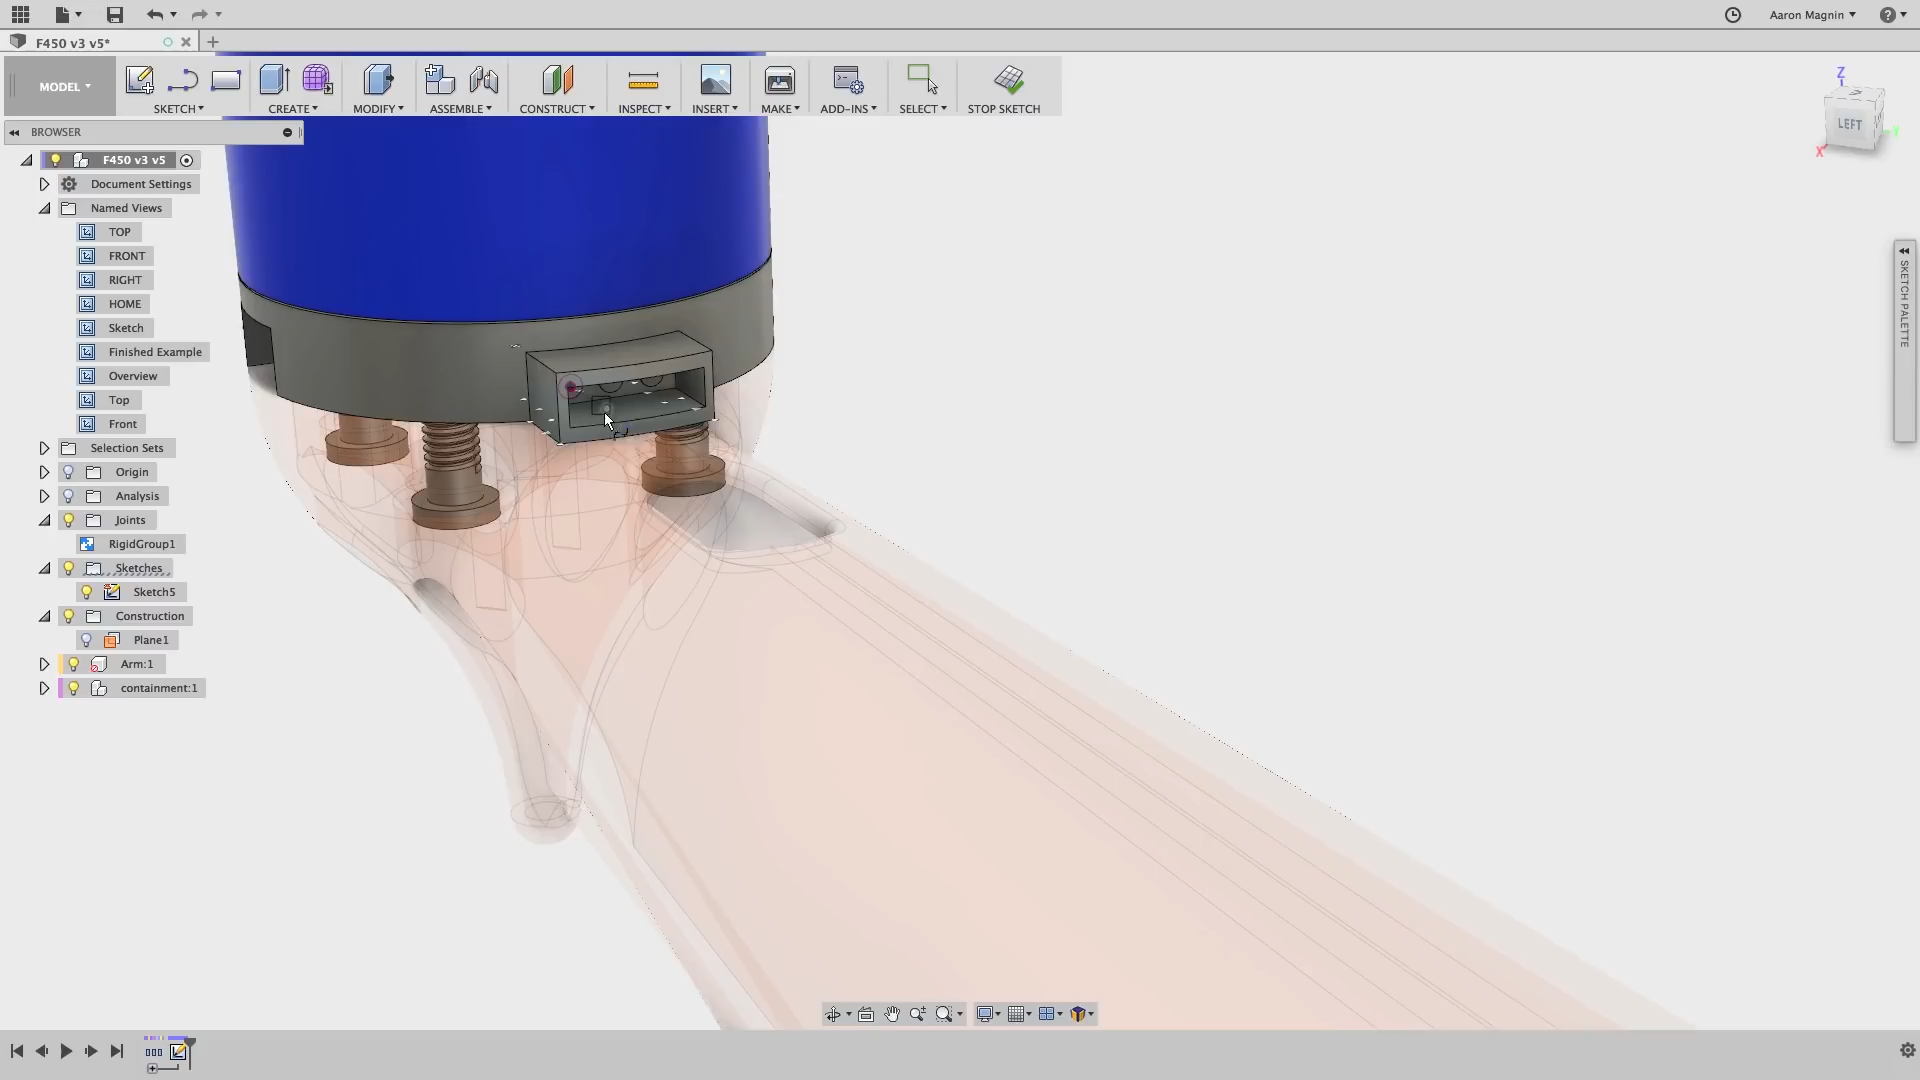 Aaron Magnin
F450 v3 v5*
MODEL
SKETCH
CREATE
MODIFY
ASSEMBLE
CONSTRUCT
INSPECT
INSERT
MAKE
ADD-INS
SELECT
STOP SKETCH
Z
LEFT
X
BROWSER
F450 v3 v5
Document Settings
Named Views
TOP
FRONT
RIGHT
HOME
Sketch
Finished Example
Overview
Top
Front
Selection Sets
Origin
Analysis
Joints
RigidGroup1
Sketches
Sketch5
Construction
Plane1
Arm:1
containment:1
SKETCH PALETTE